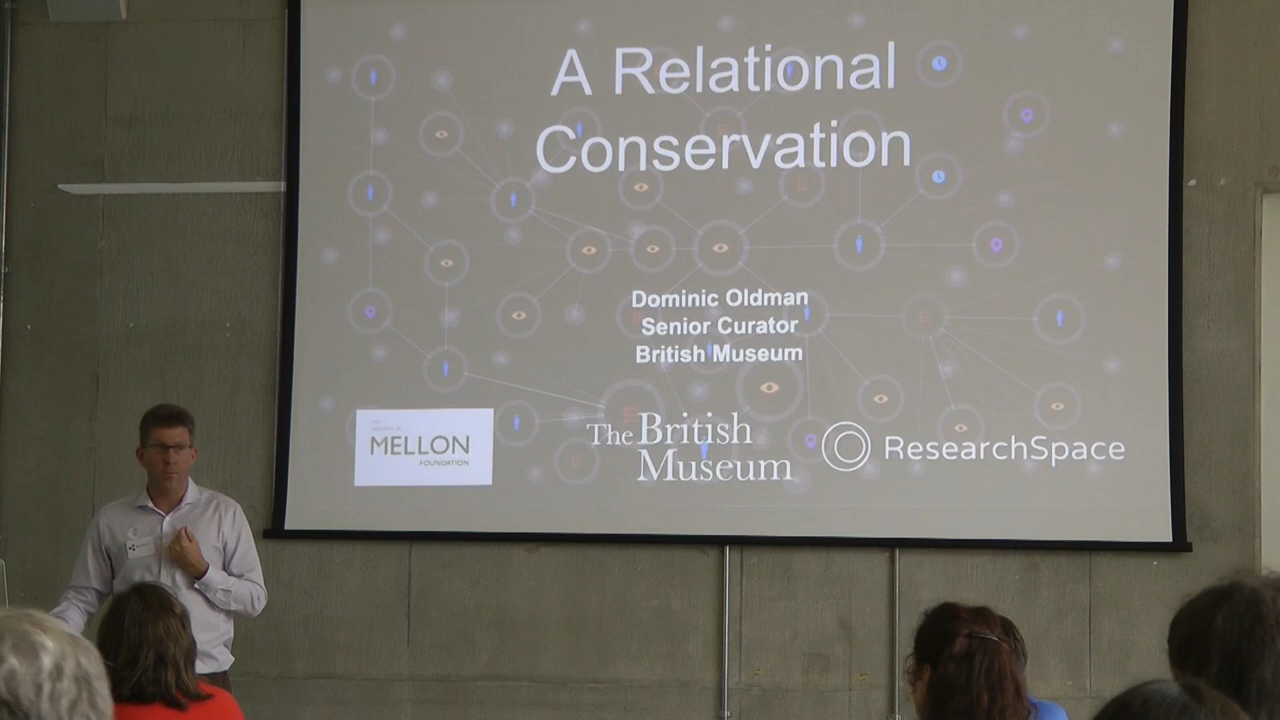 A Relational
Conservation
Dominic Oldman
Senior Curator
British Museum
MELLON
FOUNDATION
The British
Museum
ResearchSpace